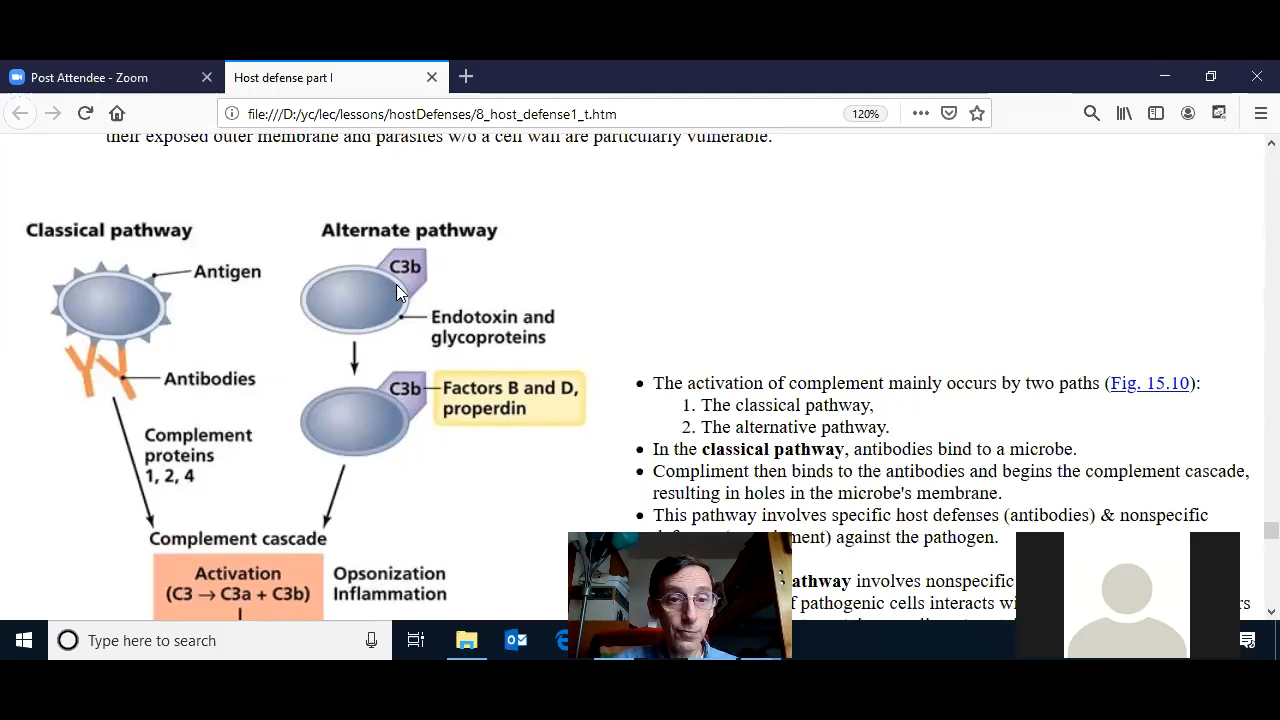 Post Attendee - Zoom
Host defense part I
file:///D:/yc/lec/lessons/hostDefenses/8_host_defense1_t.htm
120%
their exposed outer membrane and parasites w/o a cell wall are particularly vulnerable.
Classical pathway
Alternate pathway
Antigen
C3b
Endotoxin and
glycoproteins
Antibodies
C3b
Factors B and D,
properdin
Complement
proteins
1, 2, 4
Complement cascade
Activation
(C3 → C3a + C3b)
Opsonization
Inflammation
• The activation of complement mainly occurs by two paths (Fig. 15.10):
1. The classical pathway,
2. The alternative pathway.
• In the classical pathway, antibodies bind to a microbe.
• Compliment then binds to the antibodies and begins the complement cascade,
resulting in holes in the microbe's membrane.
• This pathway involves specific host defenses (antibodies) & nonspecific
against the pathogen.
involves nonspecific
of pathogenic cells interacts
Type here to search